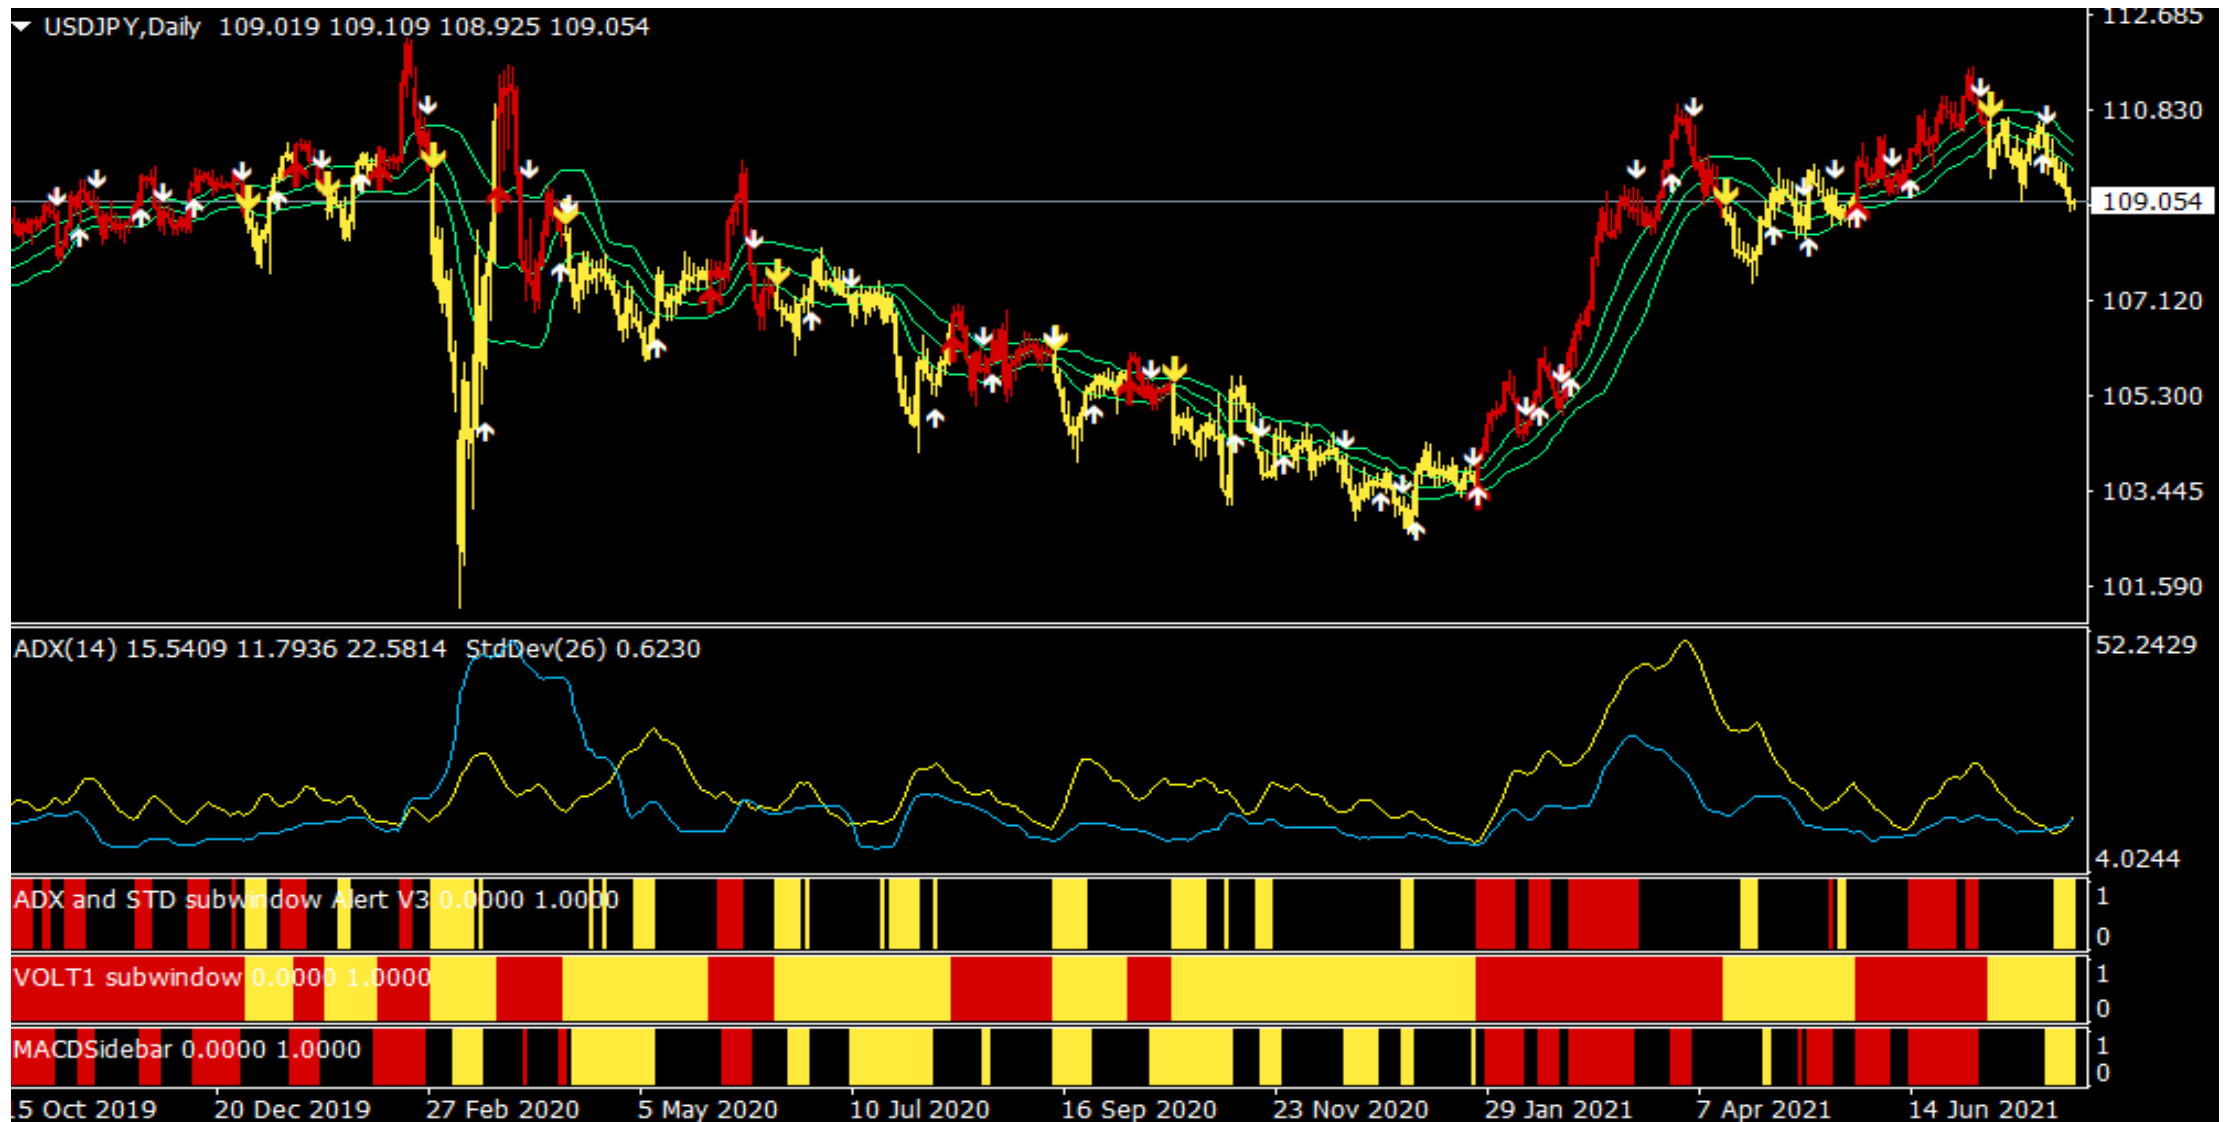 USDJPY,Daily 109.019 109.109 108.925 109.054
112.685
110.830
109.054
107.120
105.300
103.445
101.590
ADX(14) 15.5409 11.7936 22.5814 StdDev(26) 0.6230
52.2429
4.0244
ADX and STD subwindow Alert V3 0.0000 1.0000
1
0
VOLT1 subwindow 0.0000 1.0000
1
0
MACDSidebar 0.0000 1.0000
1
0
15 Oct 2019 20 Dec 2019 27 Feb 2020 5 May 2020 10 Jul 2020 16 Sep 2020 23 Nov 2020 29 Jan 2021 7 Apr 2021 14 Jun 2021